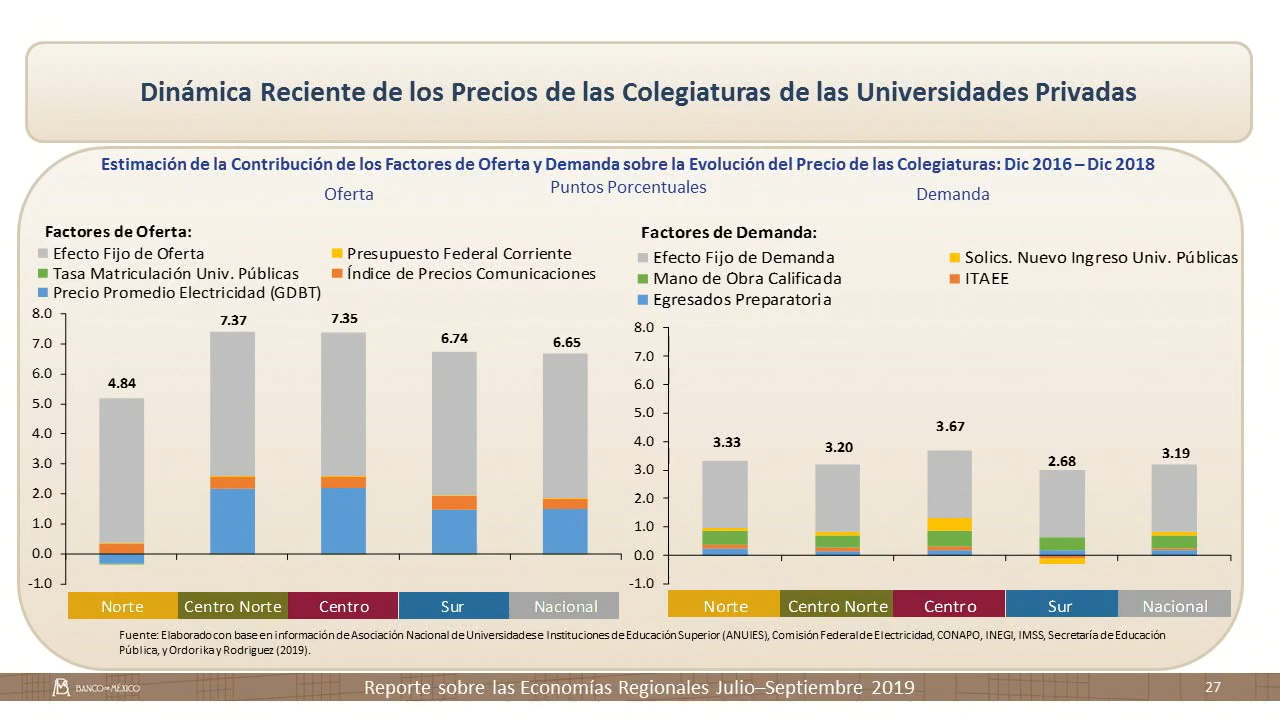 Dinámica Reciente de los Precios de las Colegiaturas de las Universidades Privadas
Estimación de la Contribución de los Factores de Oferta y Demanda sobre la Evolución del Precio de las Colegiaturas: Dic 2016 – Dic 2018
Puntos Porcentuales
Oferta
Factores de Oferta:
Efecto Fijo de Oferta
Presupuesto Federal Corriente
Tasa Matriculación Univ. Públicas
Índice de Precios Comunicaciones
Precio Promedio Electricidad (GDBT)
8.0
7.0
6.0
5.0
4.0
3.0
2.0
1.0
0.0
-1.0
4.84
7.37
7.35
6.74
6.65
Norte
Centro Norte
Centro
Sur
Nacional
Demanda
Factores de Demanda:
Efecto Fijo de Demanda
Solics. Nuevo Ingreso Univ. Públicas
Mano de Obra Calificada
ITAEE
Egresados Preparatoria
8.0
7.0
6.0
5.0
4.0
3.0
2.0
1.0
0.0
-1.0
3.33
3.20
3.67
2.68
3.19
Norte
Centro Norte
Centro
Sur
Nacional
Fuente: Elaborado con base en información de Asociación Nacional de Universidades e Instituciones de Educación Superior (ANUIES), Comisión Federal de Electricidad, CONAPO, INEGI, IMSS, Secretaría de Educación
Pública, y Ordorika y Rodriguez (2019).
BANCO DE MÉXICO
Reporte sobre las Economías Regionales Julio–Septiembre 2019
27